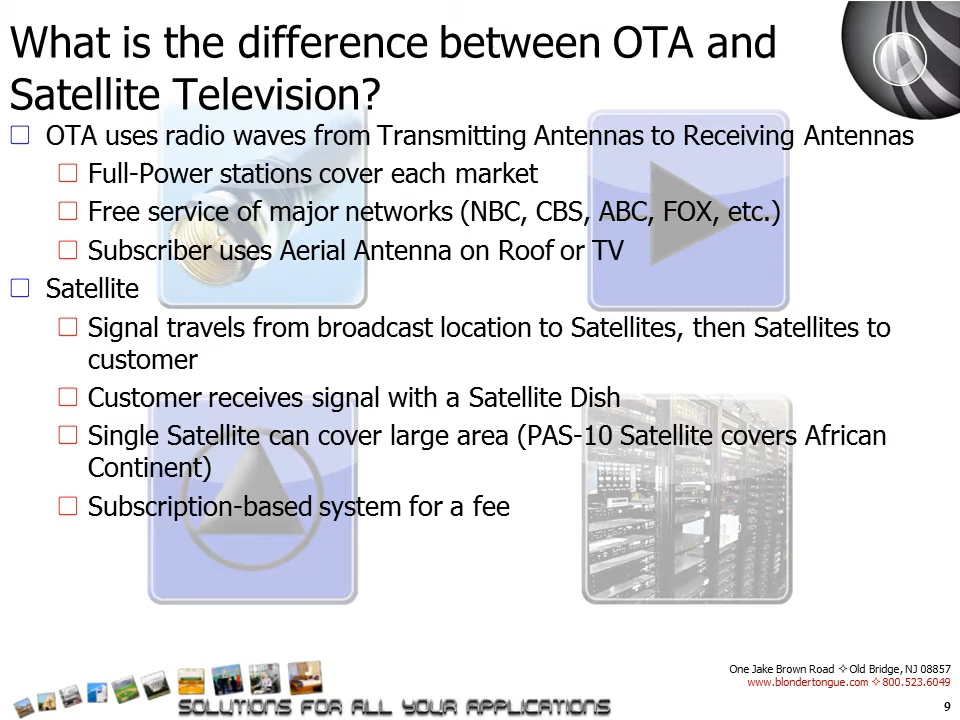 What is the difference between OTA and
Satellite Television?
OTA uses radio waves from Transmitting Antennas to Receiving Antennas
Full-Power stations cover each market
Free service of major networks (NBC, CBS, ABC, FOX, etc.)
Subscriber uses Aerial Antenna on Roof or TV
Satellite
Signal travels from broadcast location to Satellites, then Satellites to
customer
Customer receives signal with a Satellite Dish
Single Satellite can cover large area (PAS-10 Satellite covers African
Continent)
Subscription-based system for a fee
One Jake Brown Road ✧ Old Bridge, NJ 08857
www.blondertongue.com ✧ 800.523.6049
SOLUTIONS FOR ALL YOUR APPLICATIONS
9